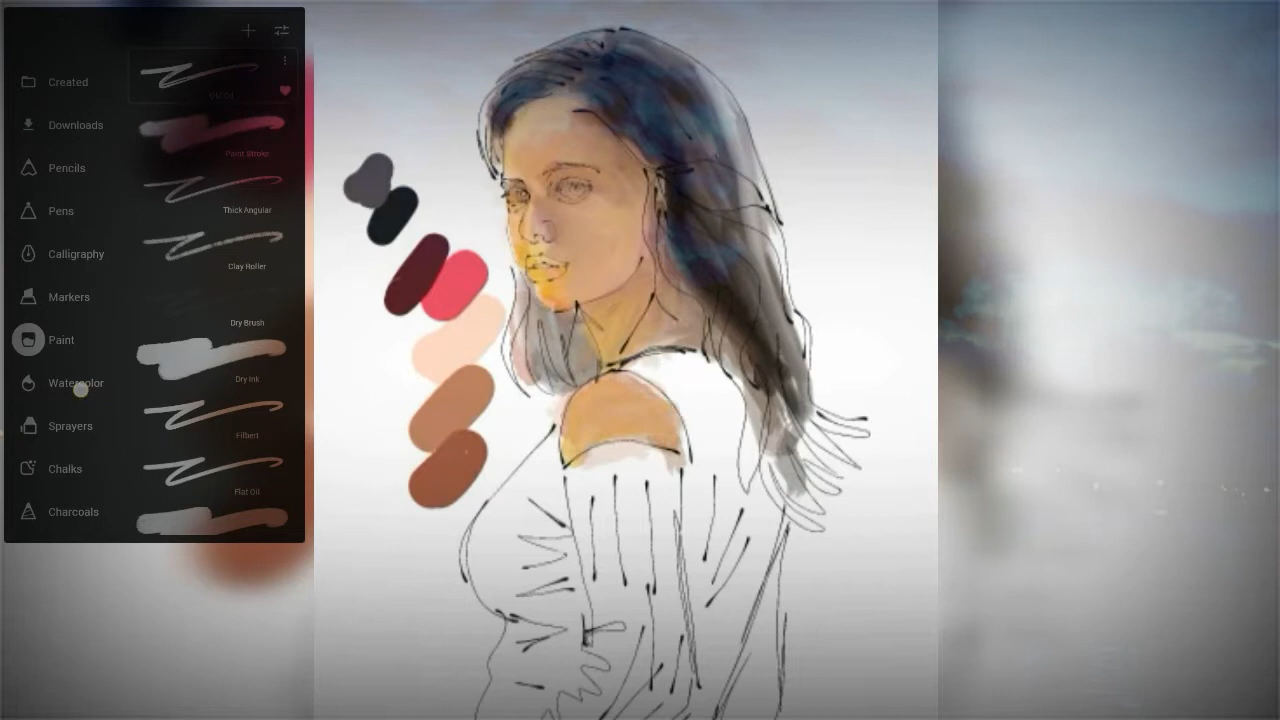 Created
Downloads
Pencils
Pens
Calligraphy
Markers
Paint
Watercolor
Sprayers
Chalks
Charcoals
Paint Stroke
Thick Angular
Clay Roller
Dry Brush
Dry Ink
Filbert
Flat Oil